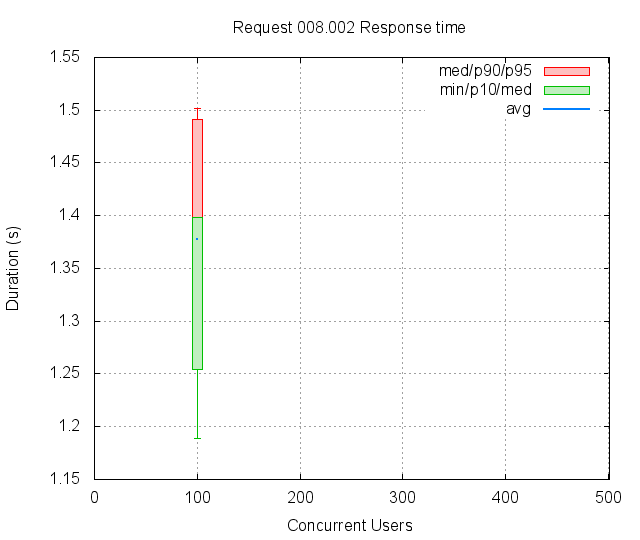 Request 008.002 Response time
med/p90/p95
min/p10/med
avg
1.55
1.5
1.45
1.4
1.35
1.3
1.25
1.2
1.15
Duration (s)
0 100 200 300 400 500
Concurrent Users